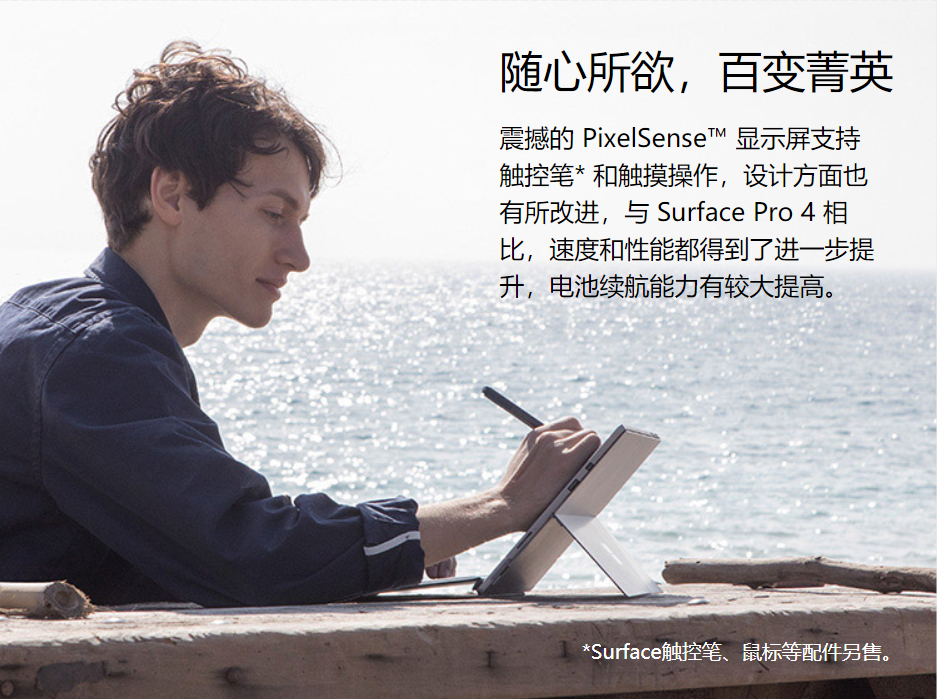 随心所欲，百变菁英
震撼的 PixelSense™ 显示屏支持
触控笔* 和触摸操作，设计方面也
有所改进，与 Surface Pro 4 相
比，速度和性能都得到了进一步提
升，电池续航能力有较大提高。
*Surface触控笔、鼠标等配件另售。